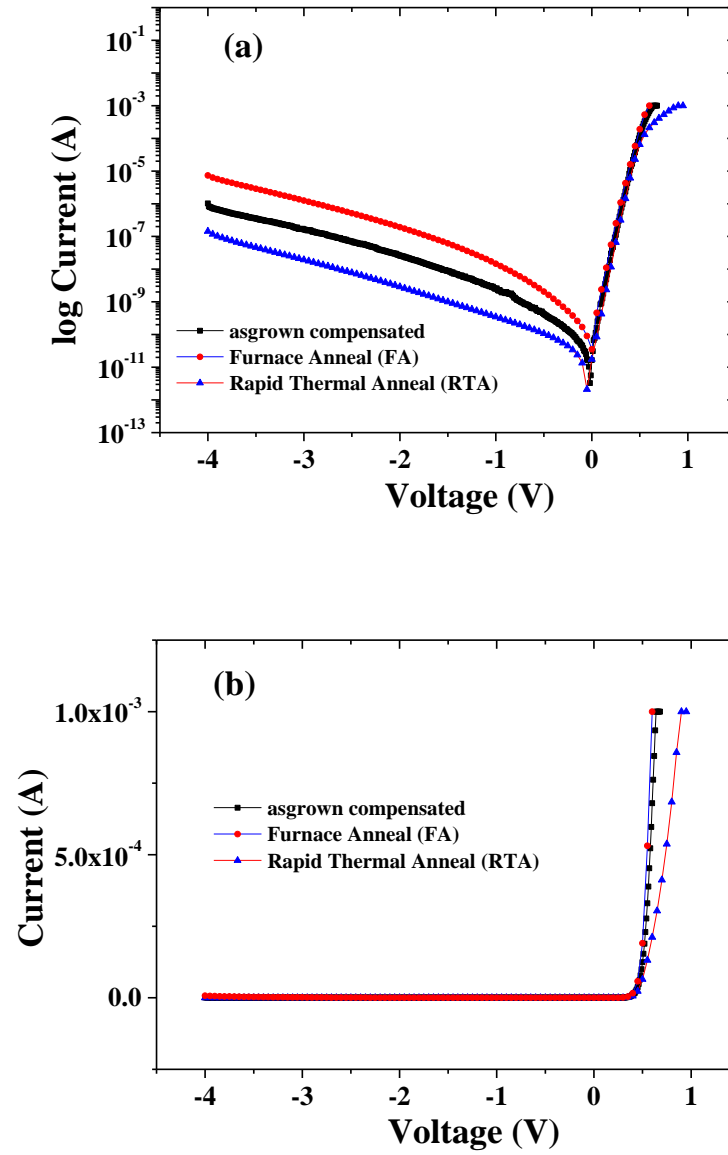 (a)
10^-1
10^-3
10^-5
10^-7
10^-9
10^-11
10^-13
log Current (A)
asgrown compensated
Furnace Anneal (FA)
Rapid Thermal Anneal (RTA)
-4 -3 -2 -1 0 1
Voltage (V)
(b)
1.0x10^-3
5.0x10^-4
0.0
Current (A)
asgrown compensated
Furnace Anneal (FA)
Rapid Thermal Anneal (RTA)
-4 -3 -2 -1 0 1
Voltage (V)